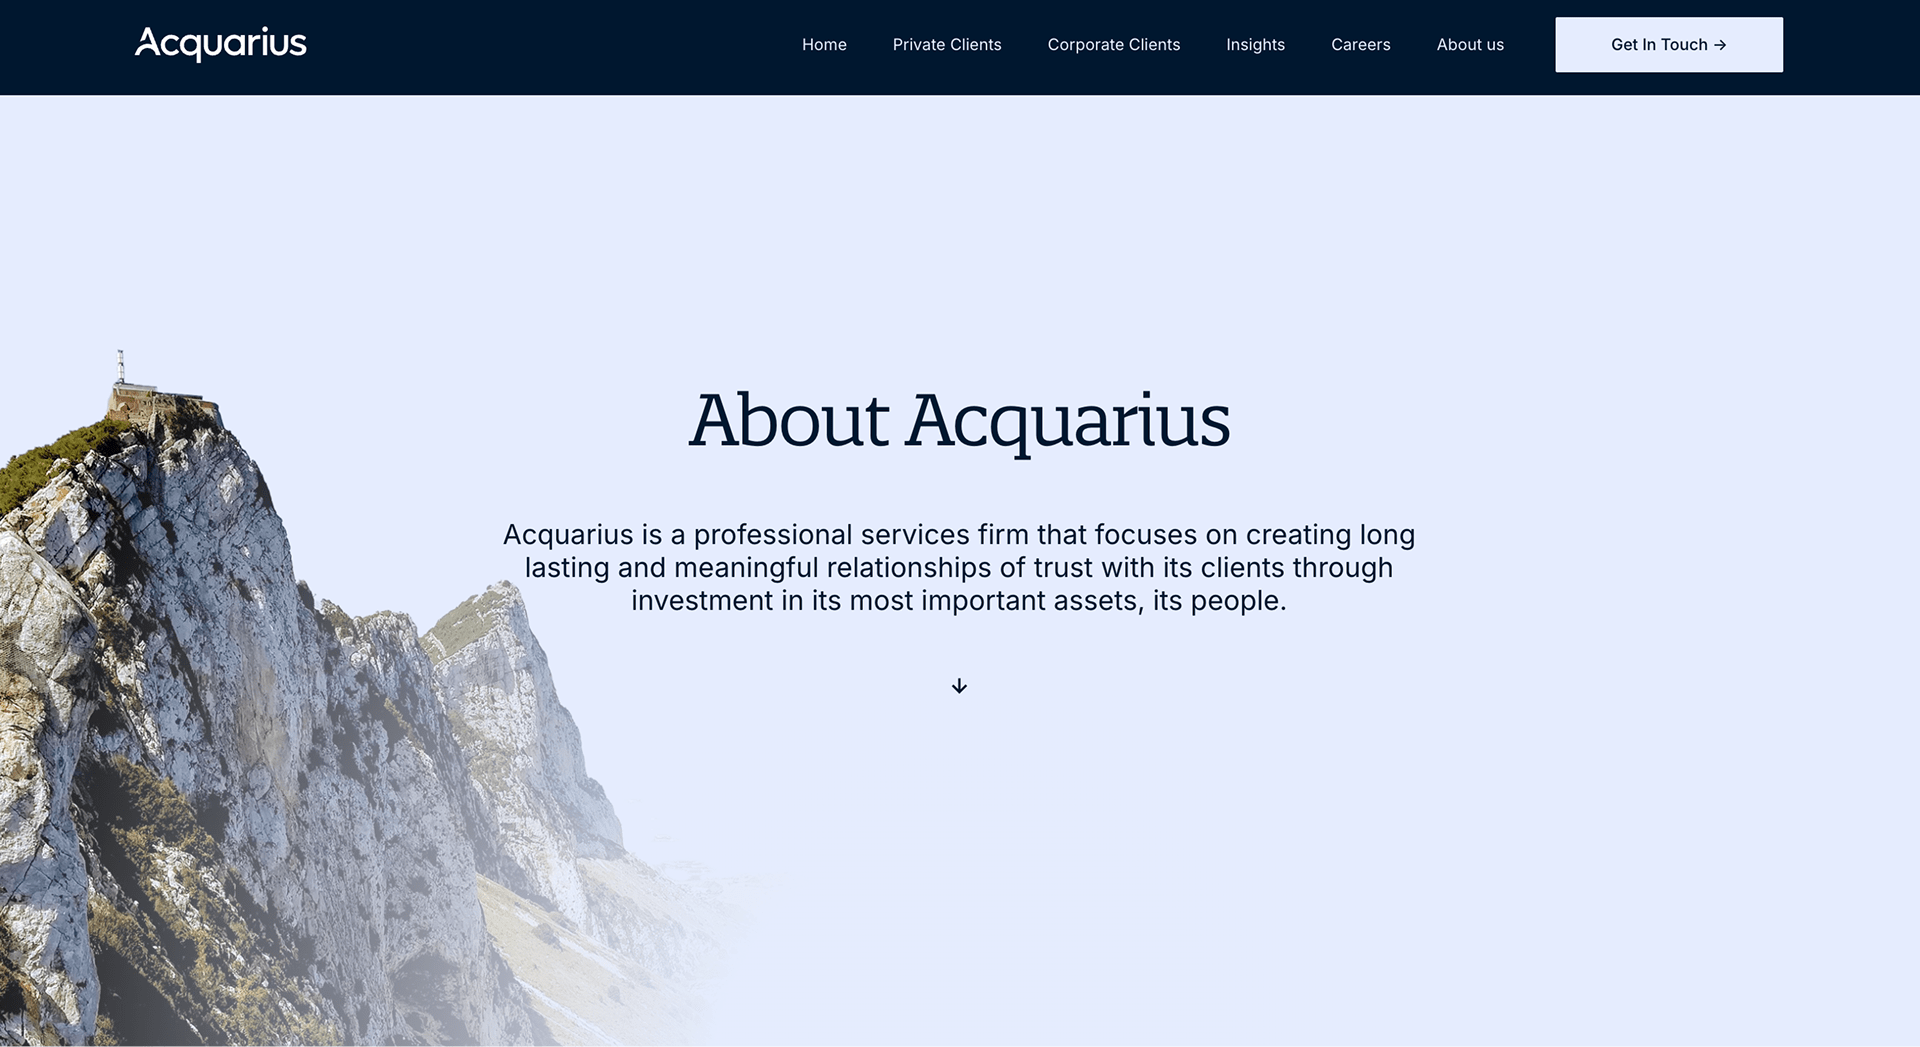 Acquarius
Home
Private Clients
Corporate Clients
Insights
Careers
About us
Get In Touch →
About Acquarius
Acquarius is a professional services firm that focuses on creating long
lasting and meaningful relationships of trust with its clients through
investment in its most important assets, its people.